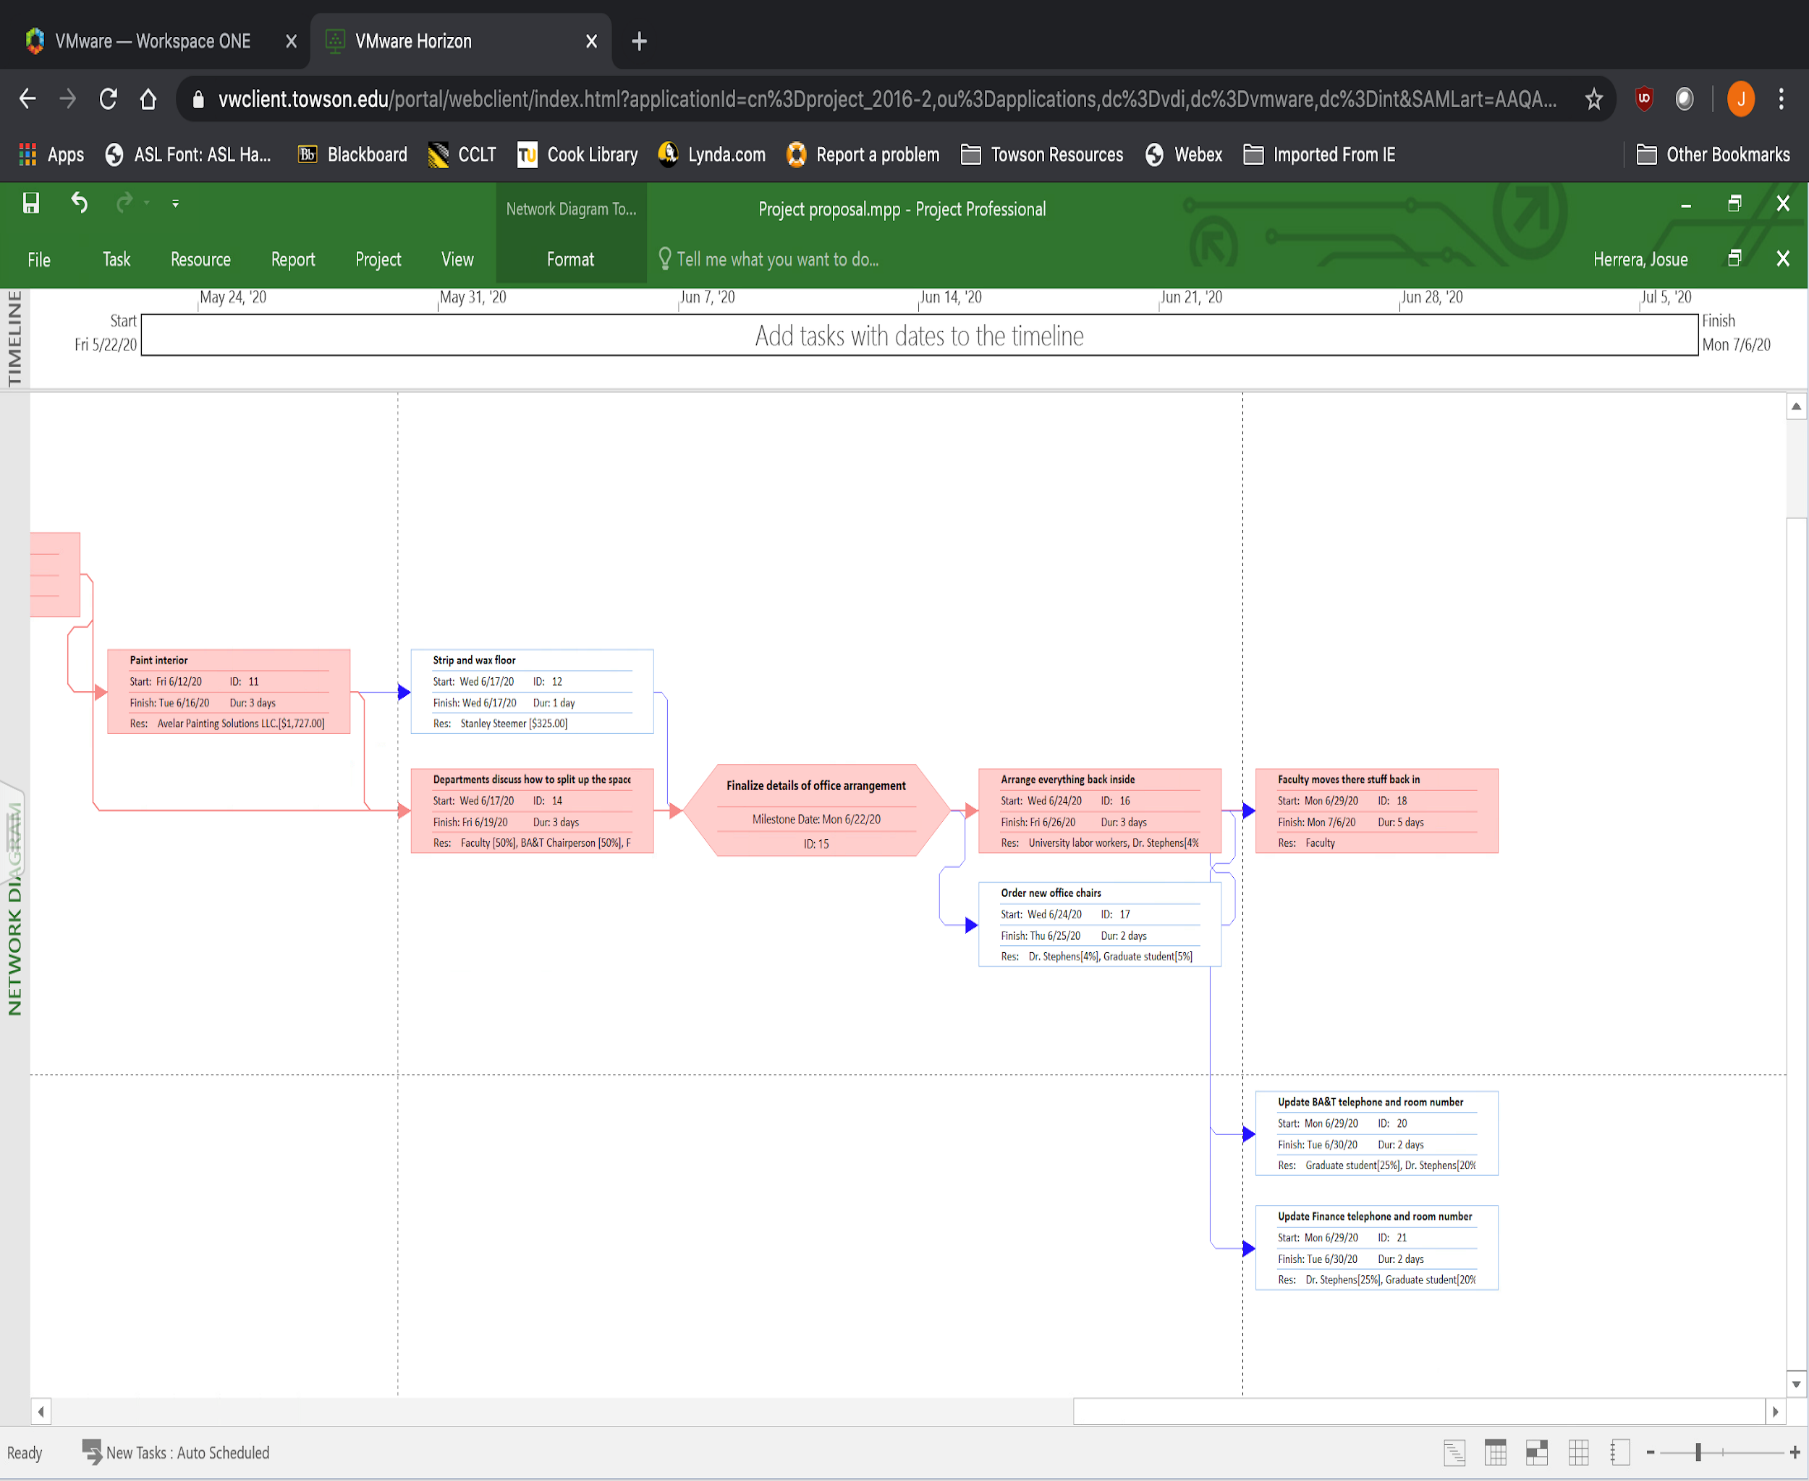 VMware — Workspace ONE
VMware Horizon
vwclient.towson.edu/portal/webclient/index.html?applicationId=cn%3Dproject_2016-2,ou%3Dapplications,dc%3Dvdi,dc%3Dvmware,dc%3Dint&SAMLart=AAQA...
J
Apps
ASL Font: ASL Ha...
Bb
Blackboard
CCLT
TU
Cook Library
Lynda.com
Report a problem
Towson Resources
Webex
Imported From IE
Other Bookmarks
Network Diagram To...
Project proposal.mpp - Project Professional
File
Task
Resource
Report
Project
View
Format
Tell me what you want to do...
Herrera, Josue
TIMELINE
May 24, '20
May 31, '20
Jun 7, '20
Jun 14, '20
Jun 21, '20
Jun 28, '20
Jul 5, '20
Start
Fri 5/22/20
Add tasks with dates to the timeline
Finish
Mon 7/6/20
NETWORK DIAGRAM
Paint interior
Start: Fri 6/12/20 ID: 11
Finish: Tue 6/16/20 Dur: 3 days
Res: Avelar Painting Solutions LLC.[$1,727.00]
Strip and wax floor
Start: Wed 6/17/20 ID: 12
Finish: Wed 6/17/20 Dur: 1 day
Res: Stanley Steemer [$325.00]
Departments discuss how to split up the space
Start: Wed 6/17/20 ID: 14
Finish: Fri 6/19/20 Dur: 3 days
Res: Faculty [50%], BA&T Chairperson [50%], F
Finalize details of office arrangement
Milestone Date: Mon 6/22/20
ID: 15
Arrange everything back inside
Start: Wed 6/24/20 ID: 16
Finish: Fri 6/26/20 Dur: 3 days
Res: University labor workers, Dr. Stephens[4%
Faculty moves there stuff back in
Start: Mon 6/29/20 ID: 18
Finish: Mon 7/6/20 Dur: 5 days
Res: Faculty
Order new office chairs
Start: Wed 6/24/20 ID: 17
Finish: Thu 6/25/20 Dur: 2 days
Res: Dr. Stephens[4%], Graduate student[5%]
Update BA&T telephone and room number
Start: Mon 6/29/20 ID: 20
Finish: Tue 6/30/20 Dur: 2 days
Res: Graduate student[25%], Dr. Stephens[20%
Update Finance telephone and room number
Start: Mon 6/29/20 ID: 21
Finish: Tue 6/30/20 Dur: 2 days
Res: Dr. Stephens[25%], Graduate student[20%
Ready
New Tasks : Auto Scheduled